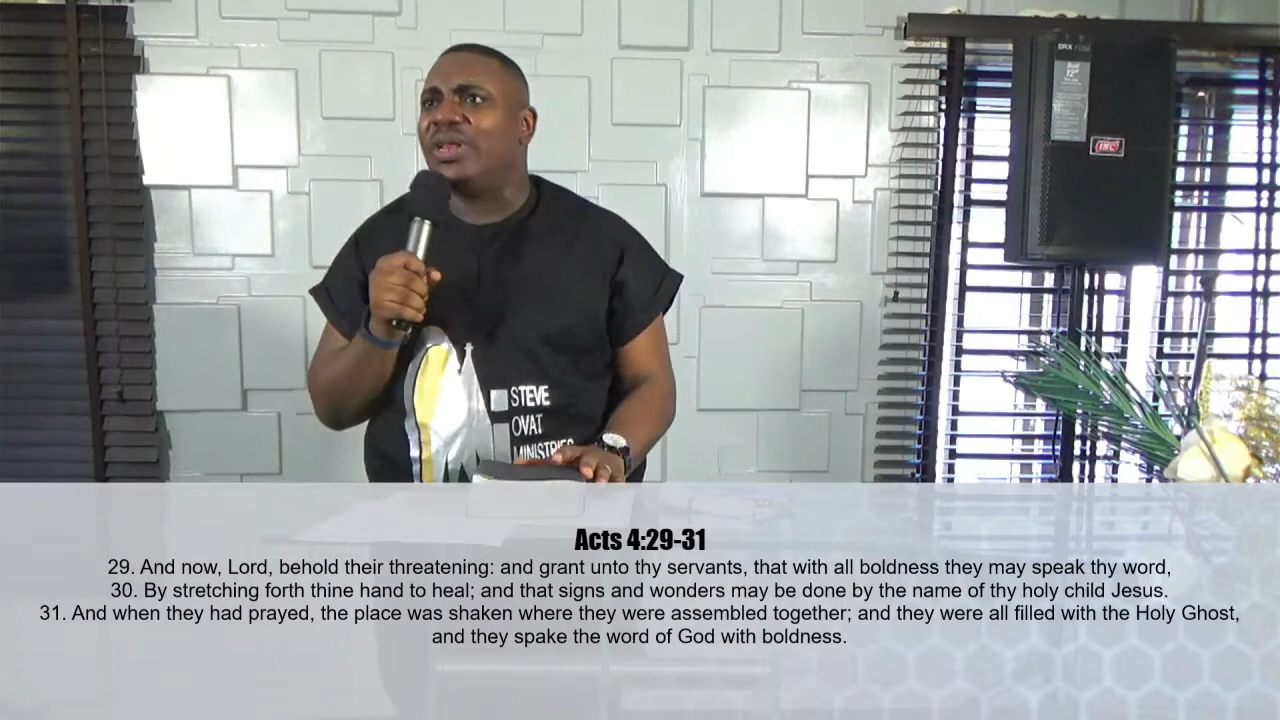 STEVE
OVAT
MINISTRIES
Acts 4:29-31
29. And now, Lord, behold their threatening: and grant unto thy servants, that with all boldness they may speak thy word,
30. By stretching forth thine hand to heal; and that signs and wonders may be done by the name of thy holy child Jesus.
31. And when they had prayed, the place was shaken where they were assembled together; and they were all filled with the Holy Ghost,
and they spake the word of God with boldness.